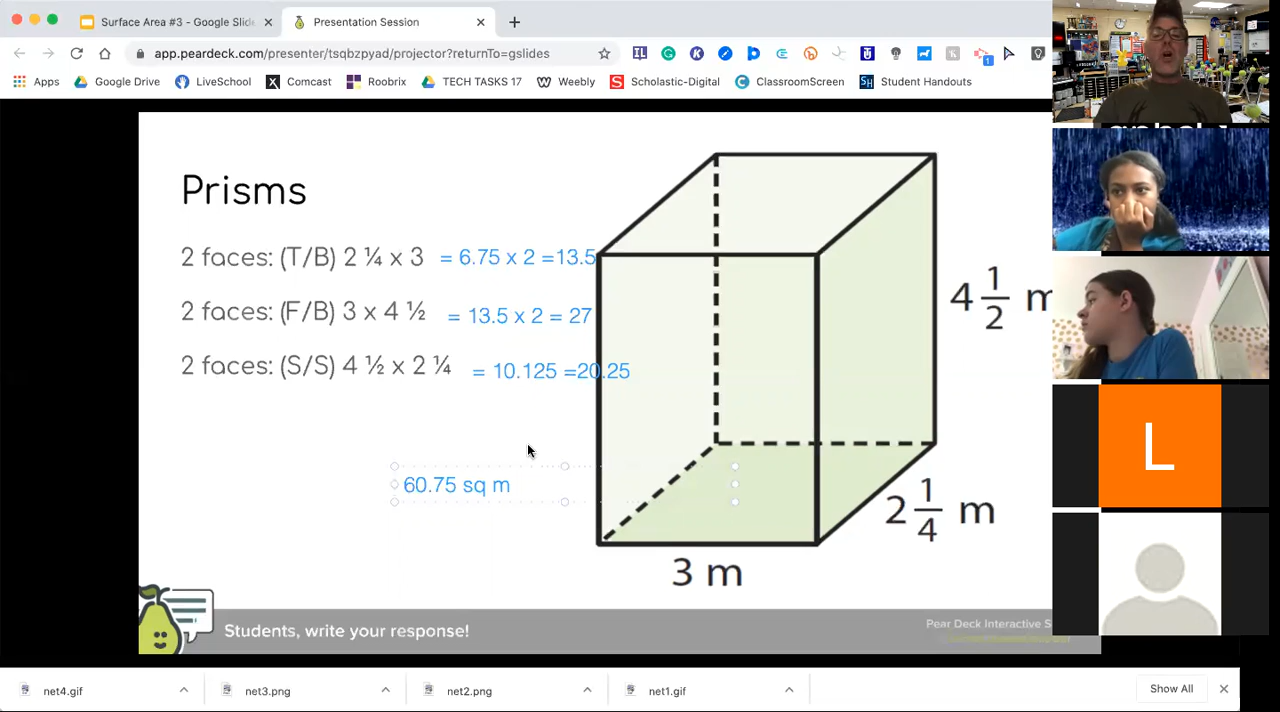 Surface Area #3 - Google Slide
Presentation Session
app.peardeck.com/presenter/tsobzpyad/projector?returnTo=gslides
Apps
Google Drive
LiveSchool
Comcast
Roblrix
TECH TASKS 17
Weebly
Scholastic-Digital
ClassroomScreen
Student Handouts
Prisms
2 faces: (T/B) 2 ¼ x 3 = 6.75 x 2 =13.5
2 faces: (F/B) 3 x 4 ½ = 13.5 x 2 = 27
2 faces: (S/S) 4 ½ x 2 ¼ = 10.125 =20.25
4 1/2 m
60.75 sq m
2 1/4 m
3 m
L
Students, write your response!
Pear Deck Interactive S
net4.gif
net3.png
net2.png
net1.gif
Show All